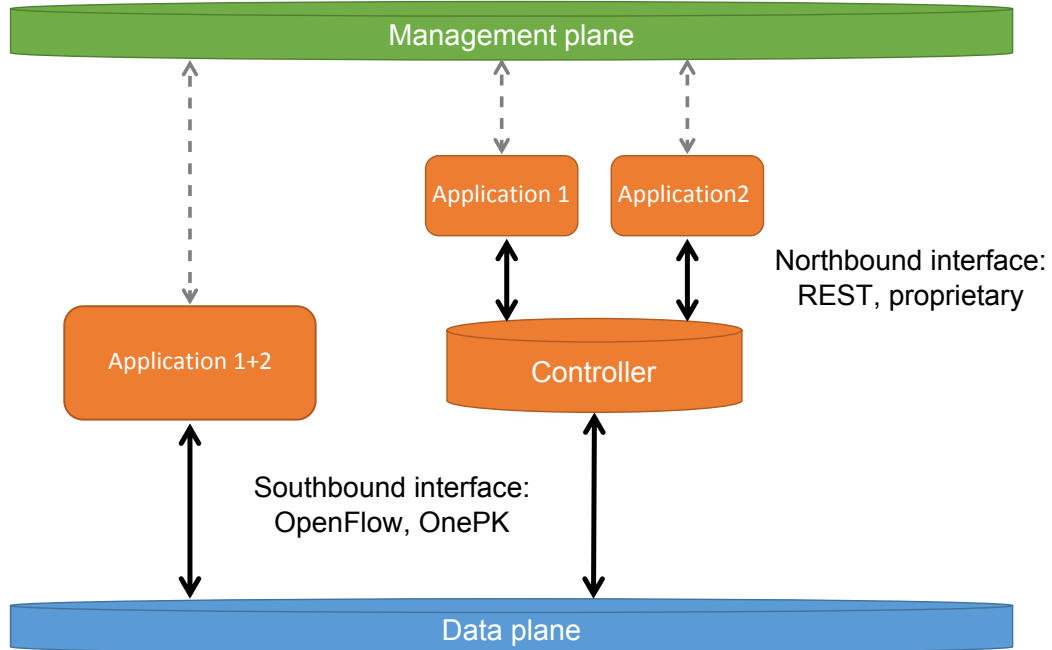 Management plane
Application 1
Application2
Northbound interface:
REST, proprietary
Application 1+2
Controller
Southbound interface:
OpenFlow, OnePK
Data plane